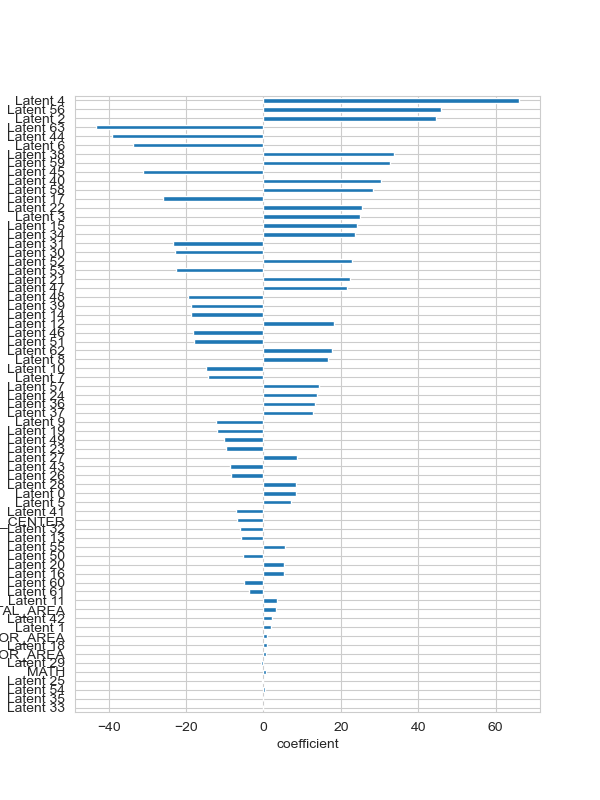 Latent 4
Latent 56
Latent 2
Latent 63
Latent 44
Latent 6
Latent 38
Latent 59
Latent 45
Latent 40
Latent 58
Latent 17
Latent 22
Latent 3
Latent 15
Latent 34
Latent 31
Latent 30
Latent 52
Latent 53
Latent 21
Latent 47
Latent 48
Latent 39
Latent 14
Latent 12
Latent 46
Latent 51
Latent 62
Latent 8
Latent 10
Latent 7
Latent 57
Latent 24
Latent 36
Latent 37
Latent 9
Latent 19
Latent 49
Latent 23
Latent 27
Latent 43
Latent 26
Latent 28
Latent 0
Latent 5
Latent 41
_CENTER
Latent 32
Latent 13
Latent 55
Latent 50
Latent 20
Latent 16
Latent 60
Latent 61
Latent 11
TAL_AREA
Latent 42
Latent 1
OR_AREA
Latent 18
OR_AREA
Latent 29
MATH
Latent 25
Latent 54
Latent 35
Latent 33
−40 −20 0 20 40 60
coefficient